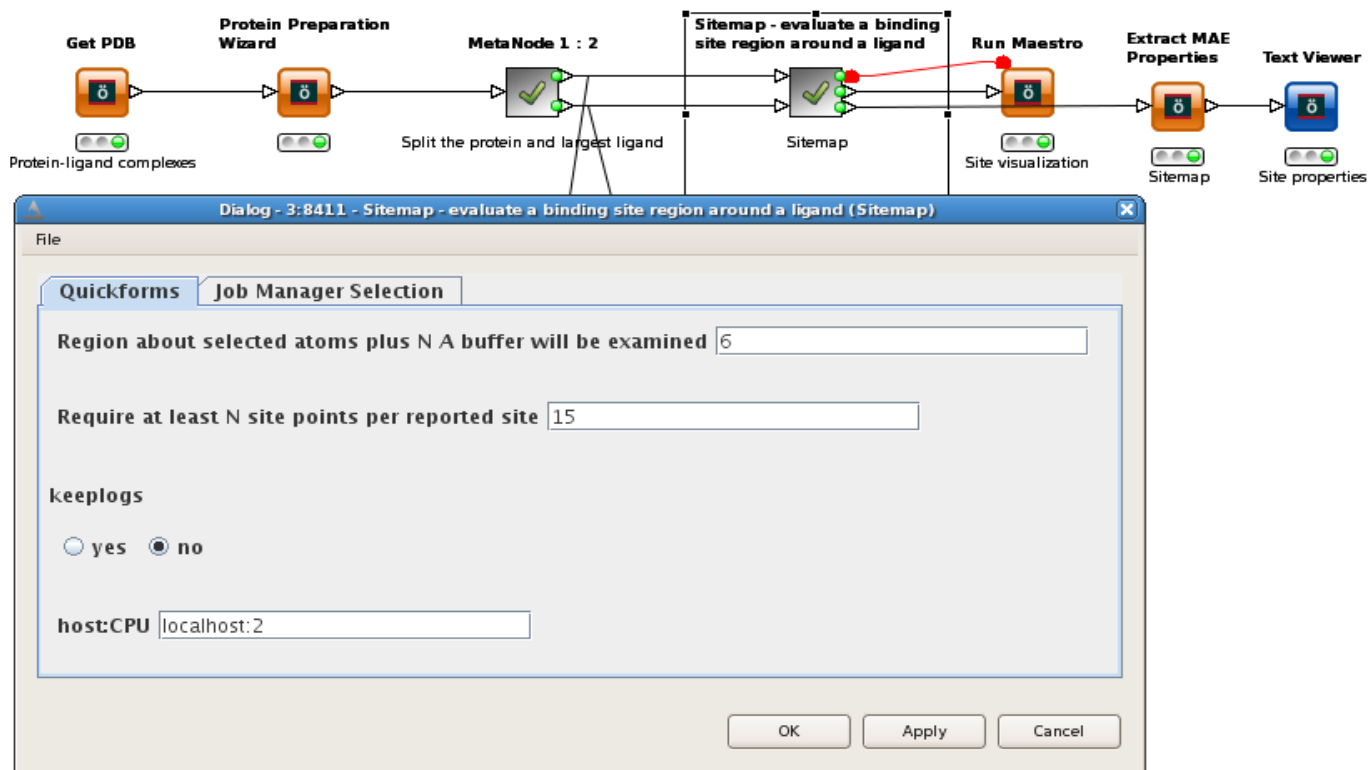 Get PDB
Protein Preparation
Wizard
MetaNode 1 : 2
Sitemap - evaluate a binding
site region around a ligand
Run Maestro
Extract MAE
Properties
Text Viewer
ö
ö
ö
ö
ö
Protein-ligand complexes
Split the protein and largest ligand
Sitemap
Site visualization
Sitemap
Site properties
Dialog - 3:8411 - Sitemap - evaluate a binding site region around a ligand (Sitemap)
File
Quickforms
Job Manager Selection
Region about selected atoms plus N A buffer will be examined 6
Require at least N site points per reported site 15
keeplogs
yes no
host:CPU localhost:2
OK
Apply
Cancel